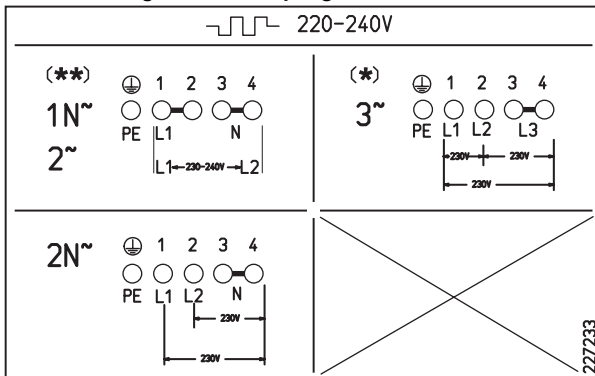 220-240V
(**)
1 2 3 4
1N~
PE L1 N
2~
L1 230-240V L2
(*)
1 2 3 4
3~
PE L1 L2 L3
230V 230V
230V
2N~
1 2 3 4
PE L1 L2 N
230V
230V
227233